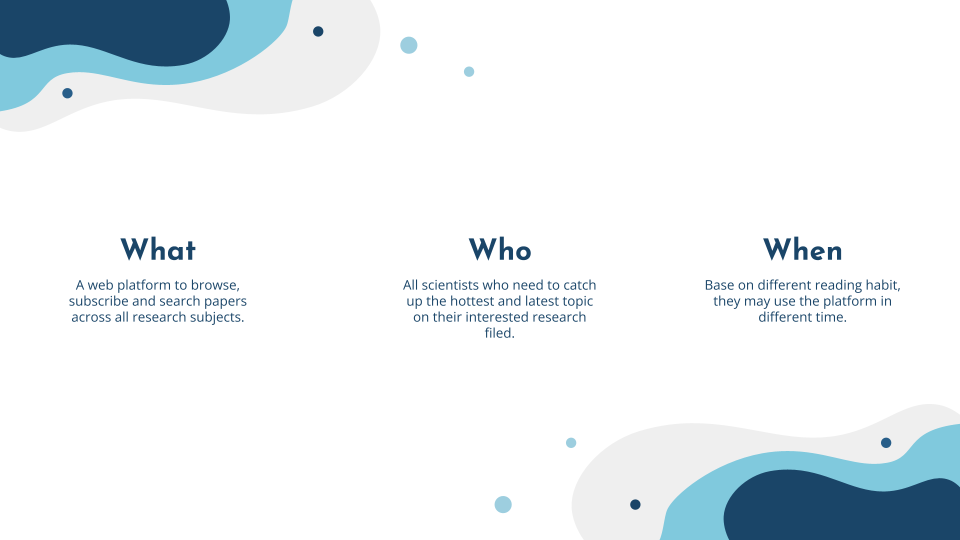 What
A web platform to browse,
subscribe and search papers
across all research subjects.
Who
All scientists who need to catch
up the hottest and latest topic
on their interested research
filed.
When
Base on different reading habit,
they may use the platform in
different time.